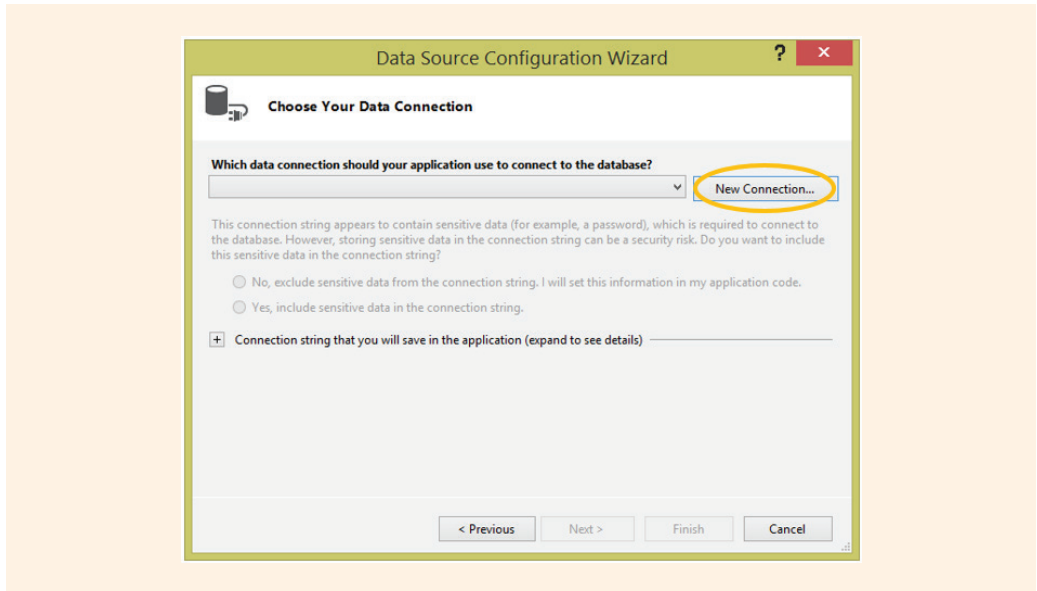 Data Source Configuration Wizard
?
×
Choose Your Data Connection
Which data connection should your application use to connect to the database?
New Connection...
This connection string appears to contain sensitive data (for example, a password), which is required to connect to
the database. However, storing sensitive data in the connection string can be a security risk. Do you want to include
this sensitive data in the connection string?
No, exclude sensitive data from the connection string. I will set this information in my application code.
Yes, include sensitive data in the connection string.
+ Connection string that you will save in the application (expand to see details)
< Previous Next > Finish Cancel